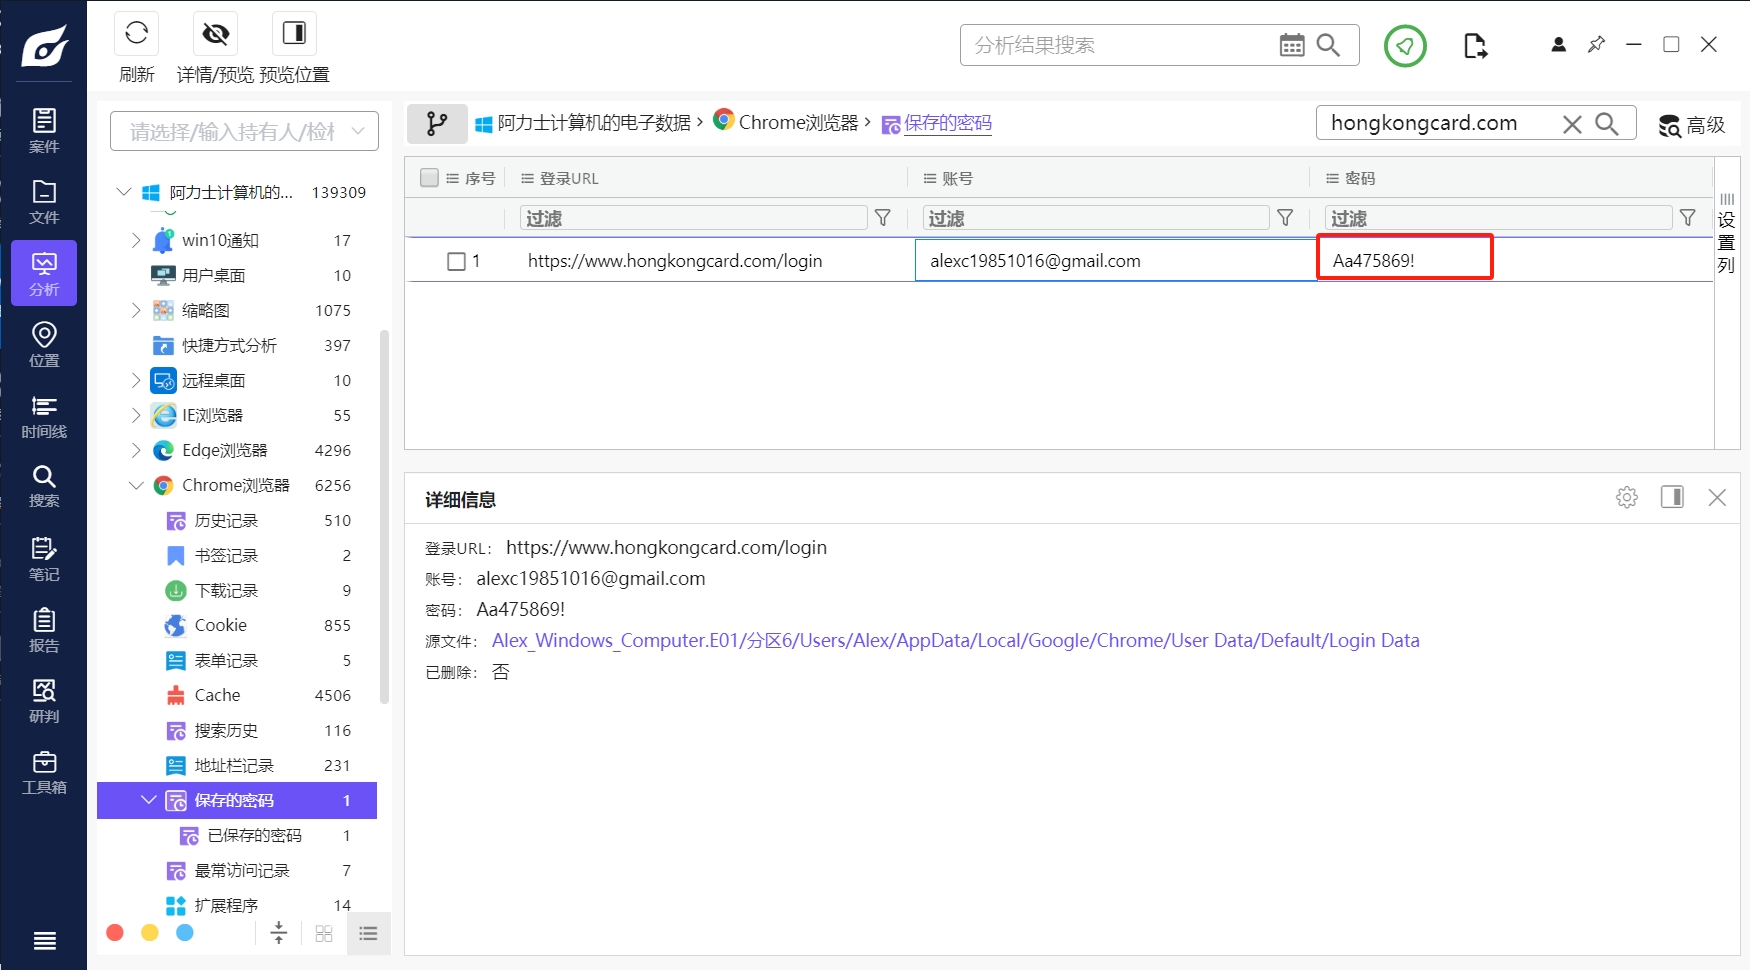 刷新
详情/预览
预览位置
分析结果搜索
案件
文件
分析
位置
时间线
搜索
笔记
报告
研判
工具箱
请选择/输入持有人/检材
阿力士计算机的... 139309
win10通知 17
用户桌面 10
缩略图 1075
快捷方式分析 397
远程桌面 10
IE浏览器 55
Edge浏览器 4296
Chrome浏览器 6256
历史记录 510
书签记录 2
下载记录 9
Cookie 855
表单记录 5
Cache 4506
搜索历史 116
地址栏记录 231
保存的密码 1
已保存的密码 1
最常访问记录 7
扩展程序 14
阿力士计算机的电子数据 › Chrome浏览器 › 保存的密码
hongkongcard.com
高级
序号 登录URL 账号 密码
过滤 过滤 过滤
1 https://www.hongkongcard.com/login alexc19851016@gmail.com Aa475869!
设置列
详细信息
登录URL: https://www.hongkongcard.com/login
账号: alexc19851016@gmail.com
密码: Aa475869!
源文件: Alex_Windows_Computer.E01/分区6/Users/Alex/AppData/Local/Google/Chrome/User Data/Default/Login Data
已删除: 否